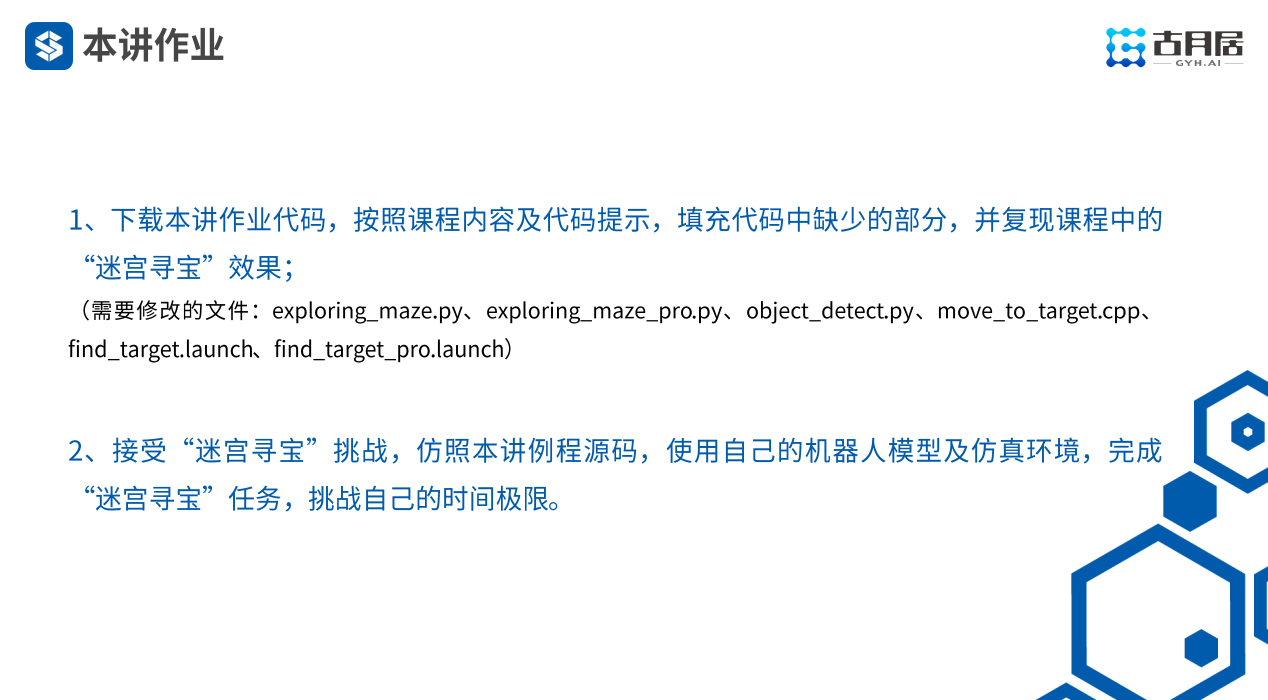 本讲作业
古月居
GYH.AI
1、下载本讲作业代码，按照课程内容及代码提示，填充代码中缺少的部分，并复现课程中的
“迷宫寻宝”效果；
（需要修改的文件：exploring_maze.py、exploring_maze_pro.py、object_detect.py、move_to_target.cpp、
find_target.launch、find_target_pro.launch）
2、接受“迷宫寻宝”挑战，仿照本讲例程源码，使用自己的机器人模型及仿真环境，完成
“迷宫寻宝”任务，挑战自己的时间极限。